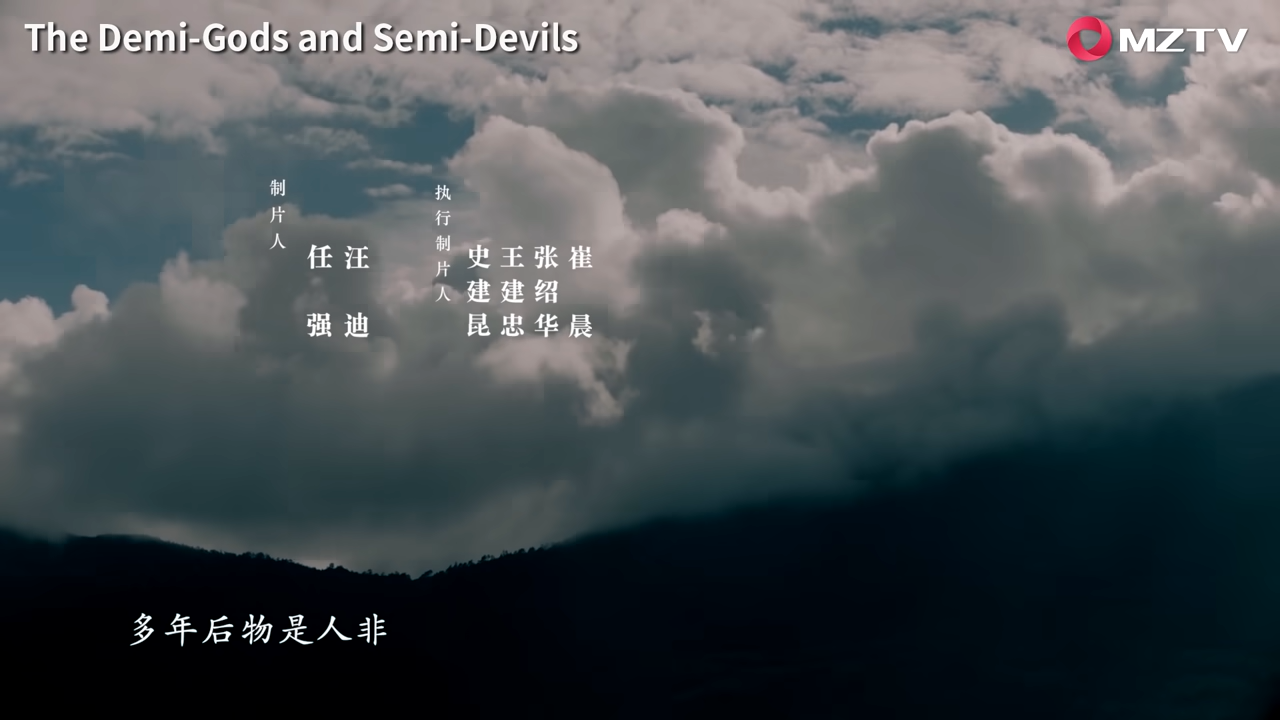 The Demi-Gods and Semi-Devils
MZTV
制片人
任强
汪迪
执行制片人
史建昆
王建忠
张绍华
崔晨
多年后物是人非